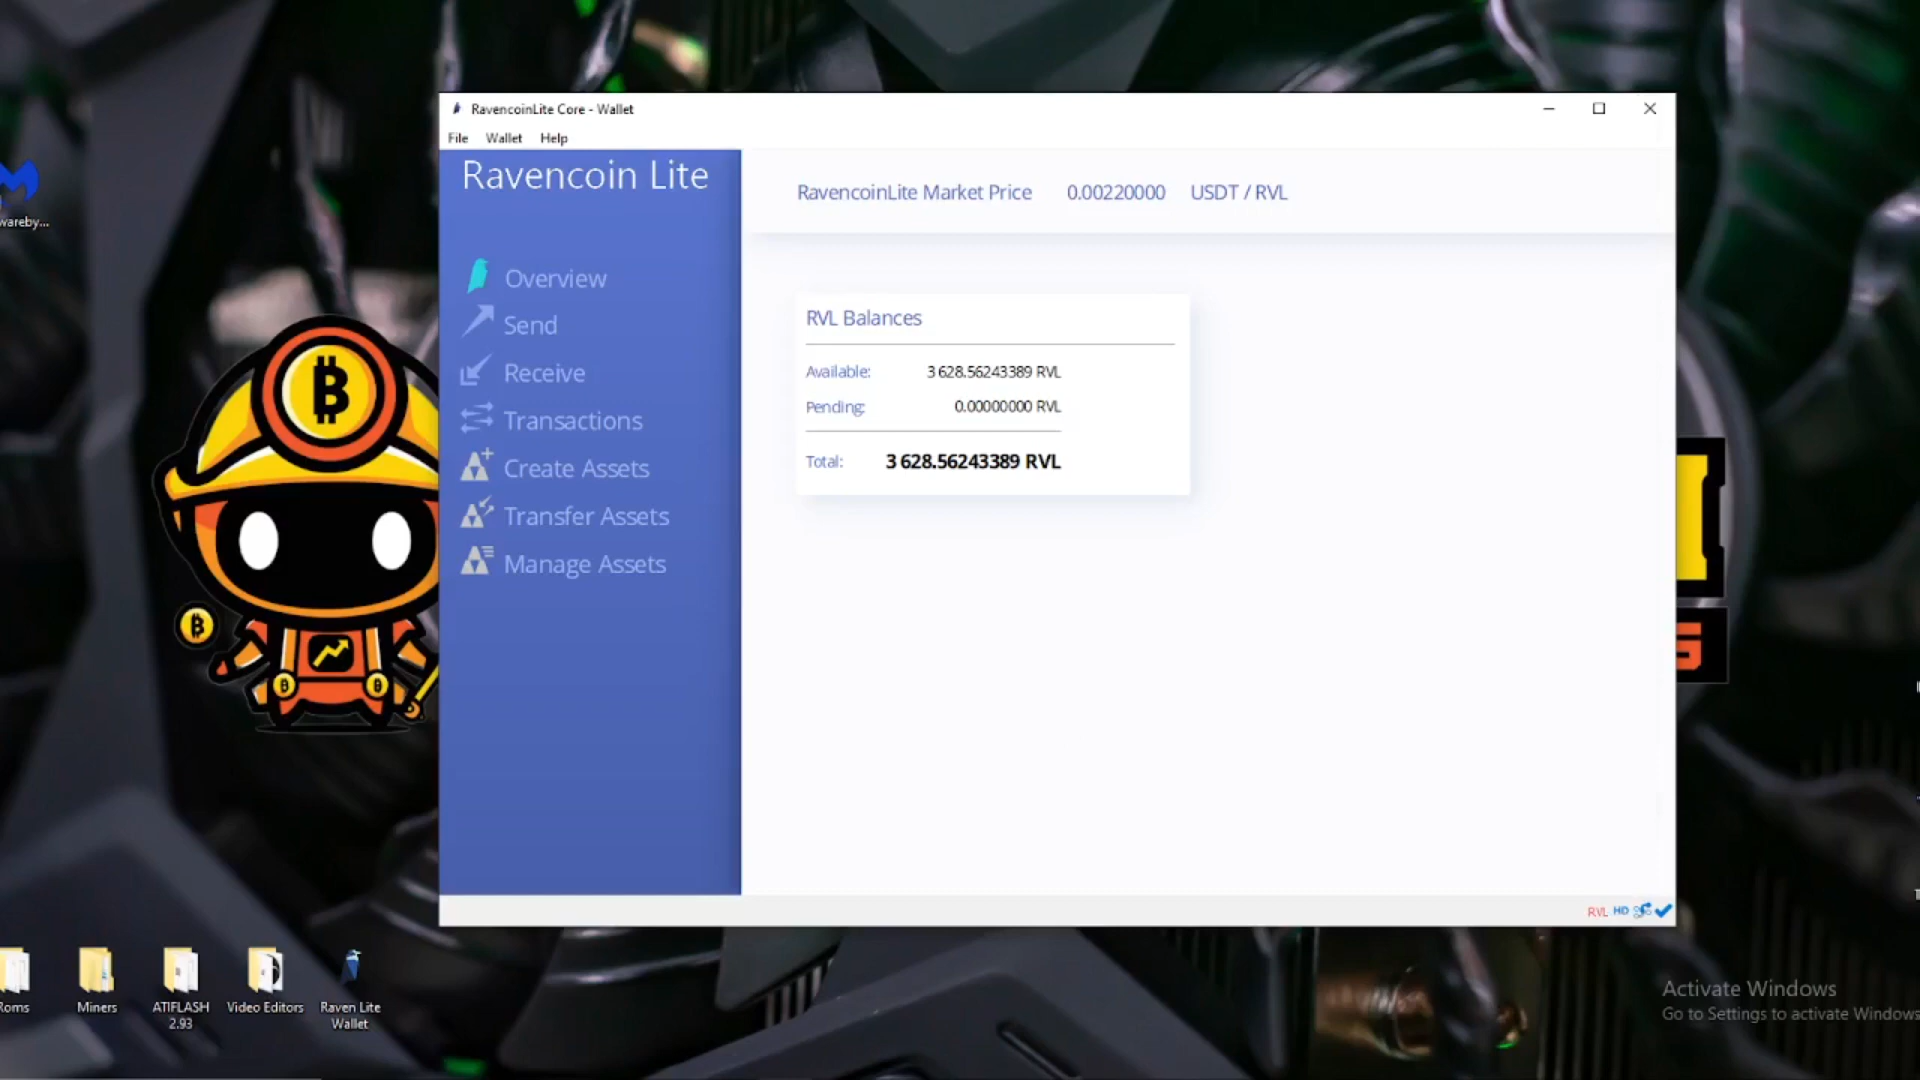 RavencoinLite Core - Wallet
File Wallet Help
Ravencoin Lite
RavencoinLite Market Price 0.00220000 USDT / RVL
Overview
Send
Receive
Transactions
Create Assets
Transfer Assets
Manage Assets
RVL Balances
Available: 3 628.56243389 RVL
Pending: 0.00000000 RVL
Total: 3 628.56243389 RVL
RVL HD
wareby...
Roms
Miners
ATIFLASH
2.93
Video Editors
Raven Lite
Wallet
Activate Windows
Go to Settings to activate Windows